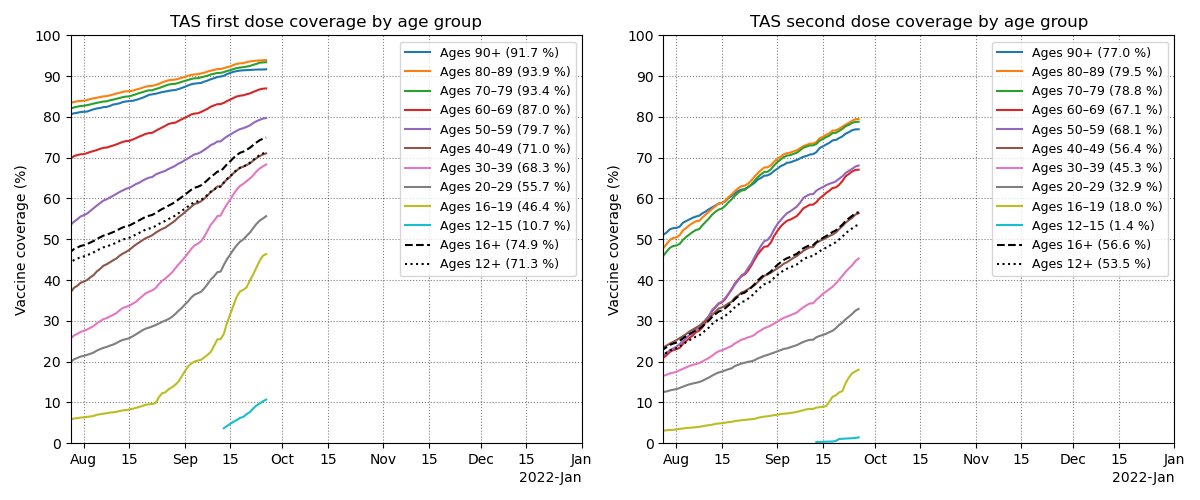 TAS first dose coverage by age group
Vaccine coverage (%)
100
90
80
70
60
50
40
30
20
10
0
Ages 90+ (91.7 %)
Ages 80–89 (93.9 %)
Ages 70–79 (93.4 %)
Ages 60–69 (87.0 %)
Ages 50–59 (79.7 %)
Ages 40–49 (71.0 %)
Ages 30–39 (68.3 %)
Ages 20–29 (55.7 %)
Ages 16–19 (46.4 %)
Ages 12–15 (10.7 %)
Ages 16+ (74.9 %)
Ages 12+ (71.3 %)
Aug 15 Sep 15 Oct 15 Nov 15 Dec 15 Jan
2022-Jan
TAS second dose coverage by age group
Vaccine coverage (%)
100
90
80
70
60
50
40
30
20
10
0
Ages 90+ (77.0 %)
Ages 80–89 (79.5 %)
Ages 70–79 (78.8 %)
Ages 60–69 (67.1 %)
Ages 50–59 (68.1 %)
Ages 40–49 (56.4 %)
Ages 30–39 (45.3 %)
Ages 20–29 (32.9 %)
Ages 16–19 (18.0 %)
Ages 12–15 (1.4 %)
Ages 16+ (56.6 %)
Ages 12+ (53.5 %)
Aug 15 Sep 15 Oct 15 Nov 15 Dec 15 Jan
2022-Jan